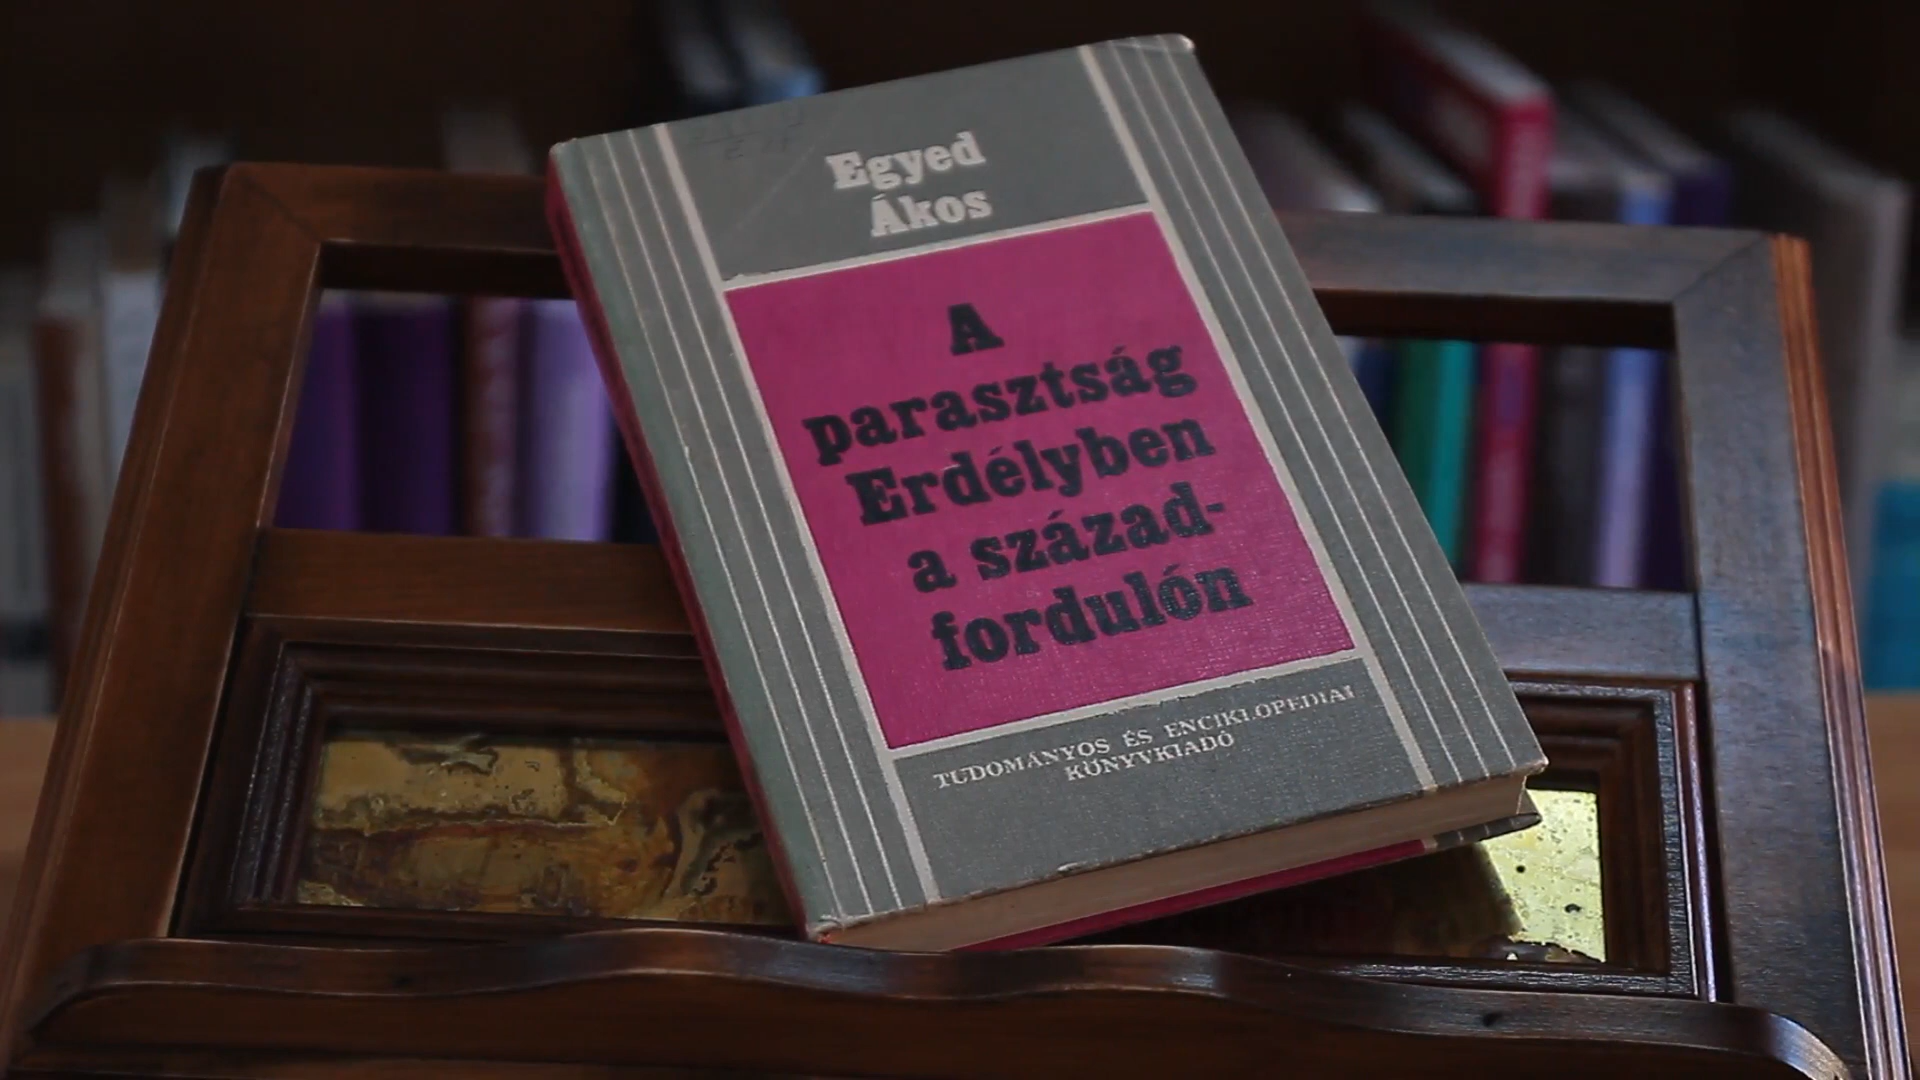 Egyed
Ákos
A
parasztság
Erdélyben
a század-
fordulón
TUDOMÁNYOS ÉS ENCIKLOPÉDIAI
KÖNYVKIADÓ